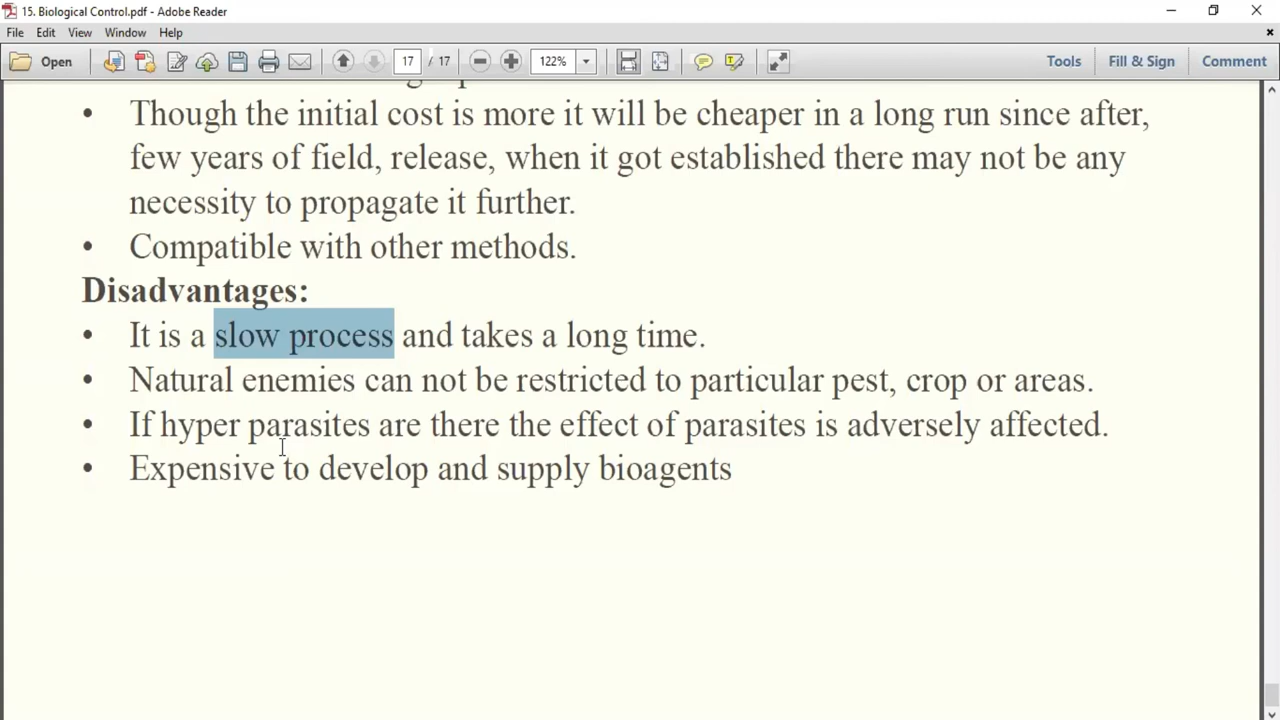 15. Biological Control.pdf - Adobe Reader
File Edit View Window Help
Open 17 / 17 122% Tools Fill & Sign Comment
• Though the initial cost is more it will be cheaper in a long run since after,
few years of field, release, when it got established there may not be any
necessity to propagate it further.
• Compatible with other methods.
Disadvantages:
• It is a slow process and takes a long time.
• Natural enemies can not be restricted to particular pest, crop or areas.
• If hyper parasites are there the effect of parasites is adversely affected.
• Expensive to develop and supply bioagents